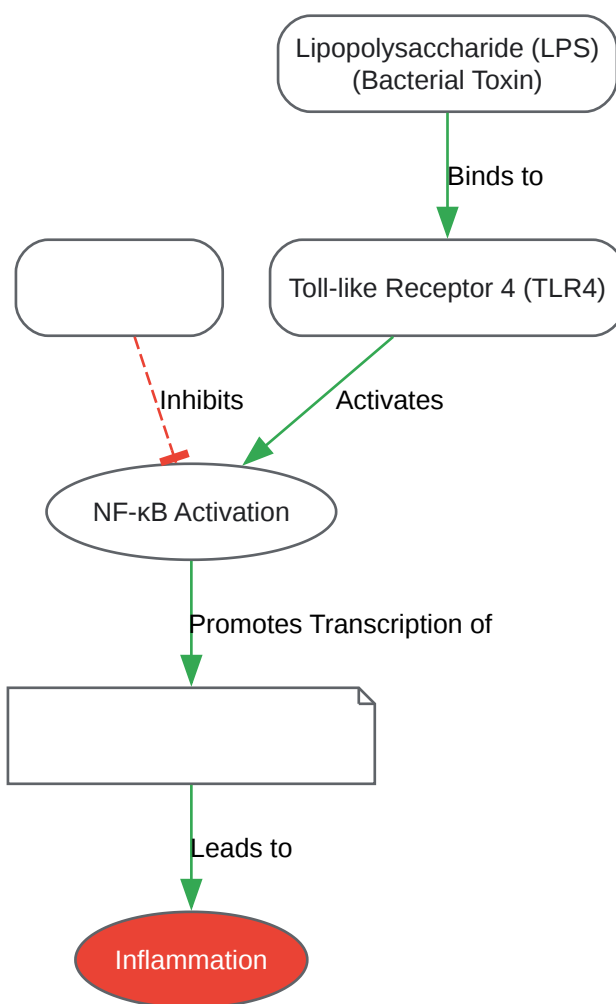 Lipopolysaccharide (LPS)
(Bacterial Toxin)
Binds to
Toll-like Receptor 4 (TLR4)
Inhibits
Activates
NF-κB Activation
Promotes Transcription of
Leads to
Inflammation